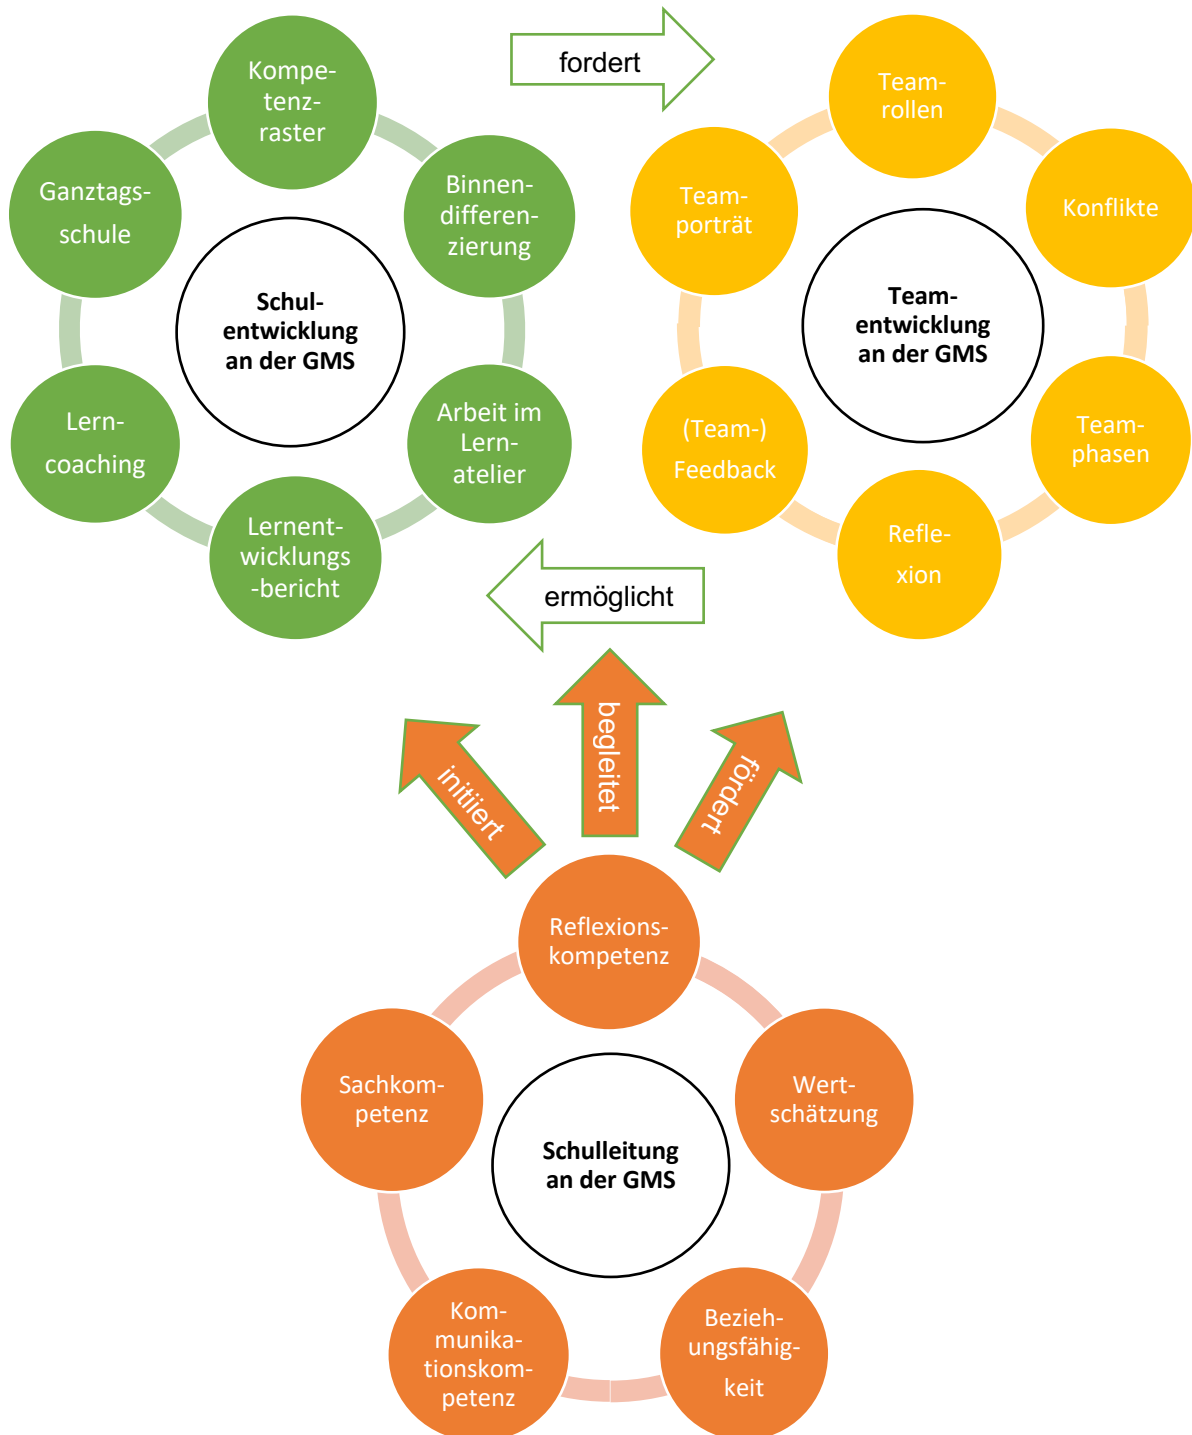 fordert
Kompe-
tenz-
raster
Binnen-
differen-
zierung
Arbeit im
Lern-
atelier
Lernent-
wicklungs
-bericht
Lern-
coaching
Ganztags-
schule
Schul-
entwicklung
an der GMS
Team-
rollen
Konflikte
Team-
phasen
Refle-
xion
(Team-)
Feedback
Team-
porträt
Team-
entwicklung
an der GMS
ermöglicht
initiiert
begleitet
fördert
Reflexions-
kompetenz
Wert-
schätzung
Bezieh-
ungsfähig-
keit
Kom-
munika-
tionskom-
petenz
Sachkom-
petenz
Schulleitung
an der GMS